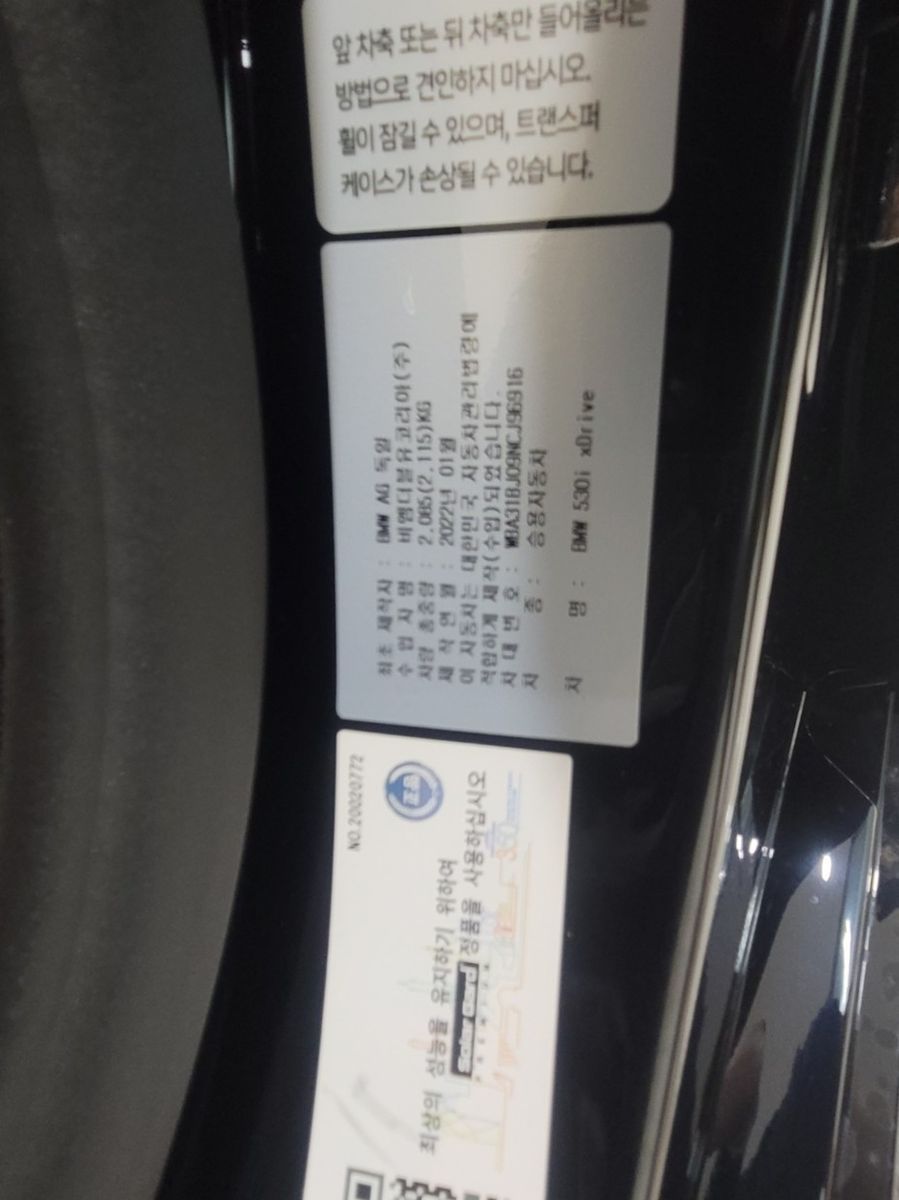 앞 차축 또는 뒤 차축만 들어올리는
방법으로 견인하지 마십시오.
휠이 잠길 수 있으며, 트랜스퍼
케이스가 손상될 수 있습니다.
최초 제작자 : BMW AG 독일
수 입 사 명 : 비엠더블유코리아(주)
차량 총중량 : 2.085(2.115)KG
제 작 연 월 : 2022년 01월
이 자동차는 대한민국 자동차관리법령에
적합하게 제작(수입)되었습니다.
차 대 번 호 : WBA31BJ09NCJ96916
차 종 : 승용자동차
차 명 : BMW 530i xDrive
NO.20020772
正品
최상의 성능을 유지하기 위하여
Solar Gard 정품을 사용하십시오
PREMIUM
350